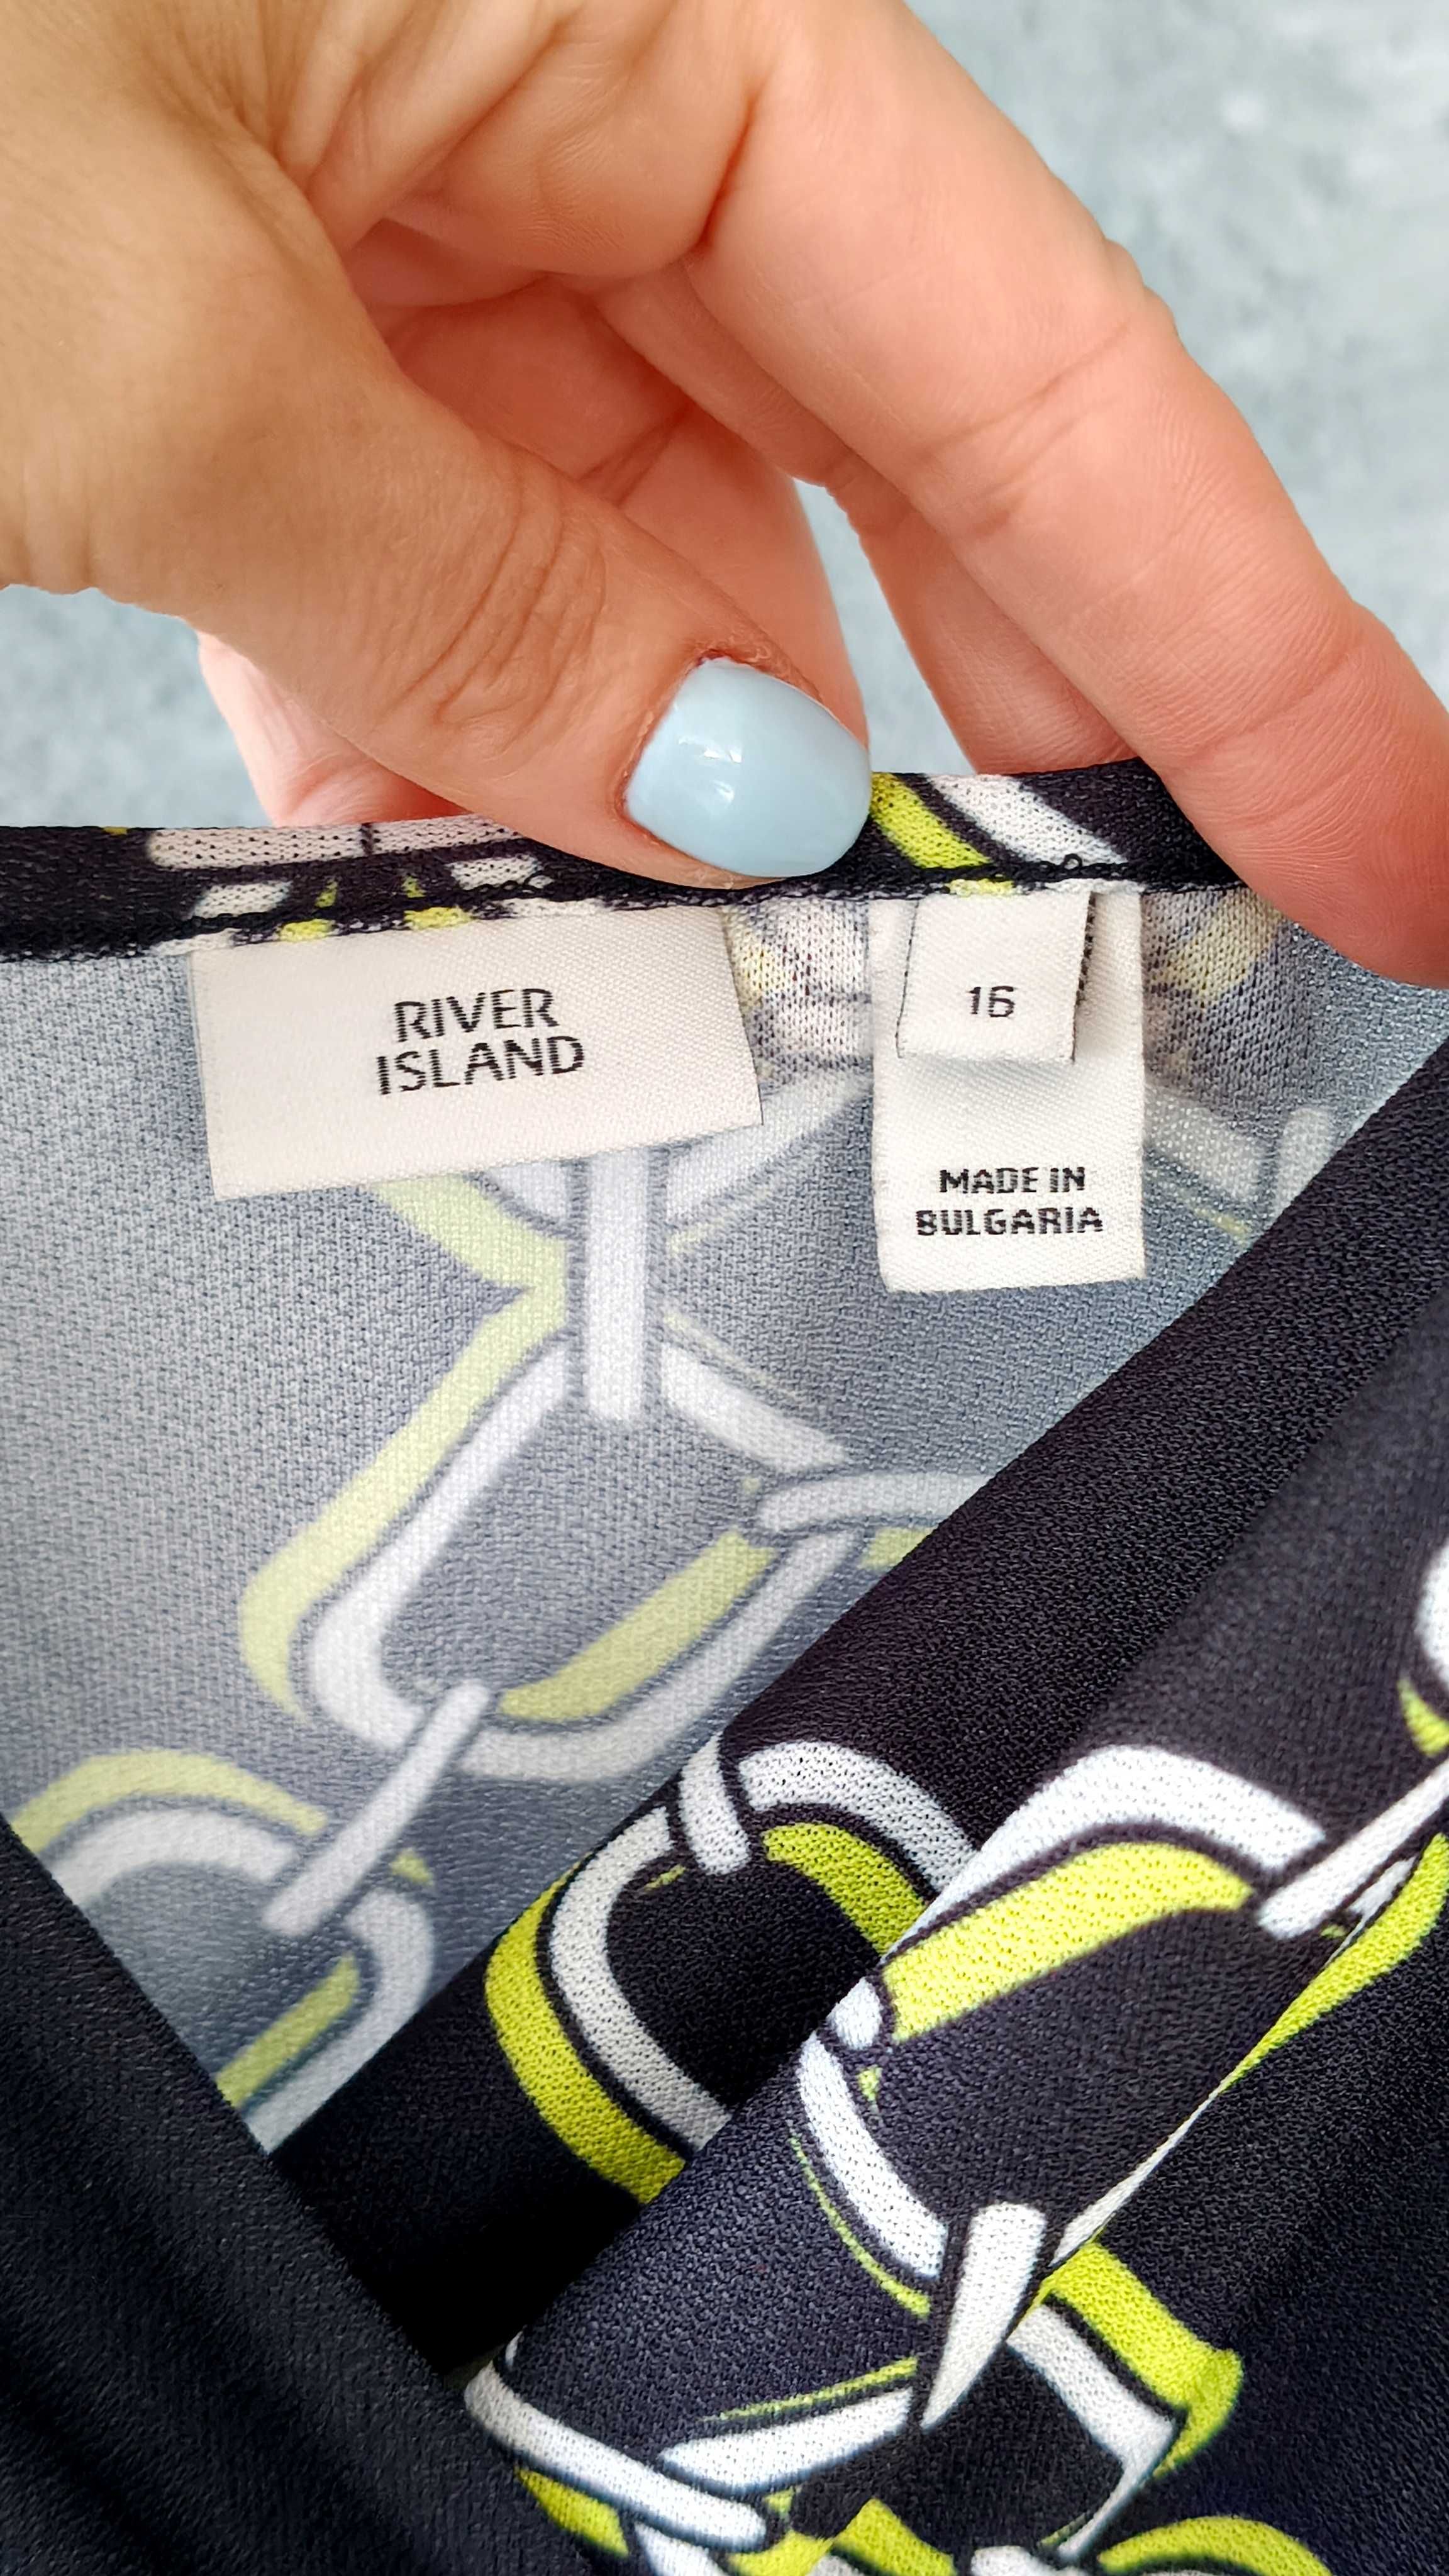 RIVER
ISLAND
16
MADE IN
BULGARIA